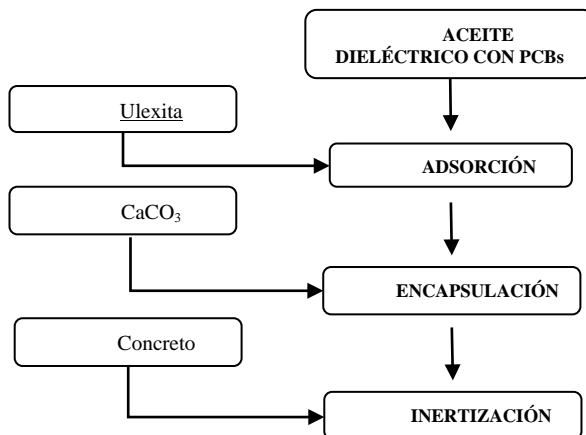 ACEITE
DIELÉCTRICO CON PCBs
Ulexita
ADSORCIÓN
CaCO₃
ENCAPSULACIÓN
Concreto
INERTIZACIÓN